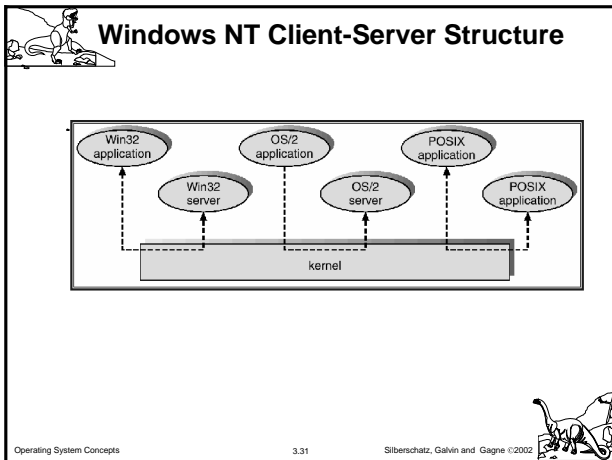 Windows NT Client-Server Structure
Win32
application
OS/2
application
POSIX
application
Win32
server
OS/2
server
POSIX
application
kernel
Operating System Concepts
3.31
Silberschatz, Galvin and Gagne ©2002